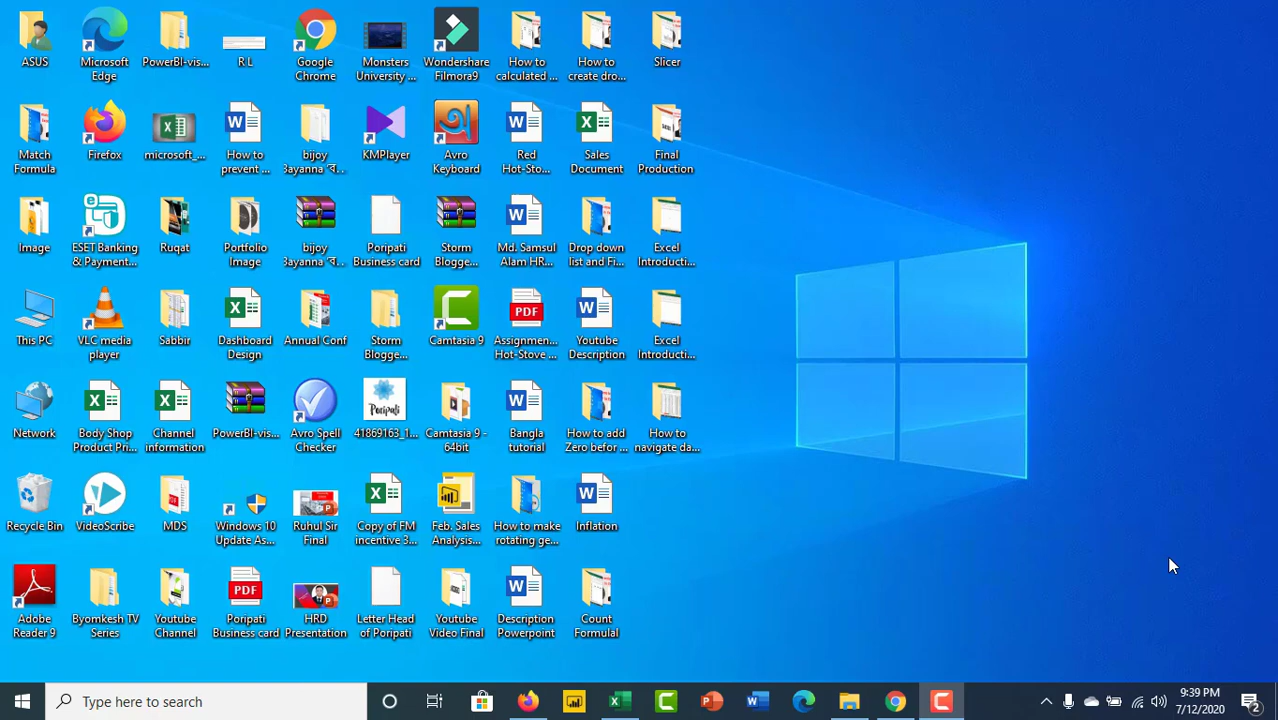 ASUS
Microsoft
Edge
PowerBI-vis...
R.L
Google
Chrome
Monsters
University ...
Wondershare
Filmora9
How to
calculated ...
How to
create dro...
Slicer
Match
Formula
Firefox
microsoft_...
How to
prevent ...
bijoy
KMPlayer
Avro
Keyboard
Red
Hot-Sto...
Sales
Document
Final
Production
Image
ESET Banking
& Payment...
Ruqat
Portfolio
Image
bijoy
Poripati
Business card
Storm
Blogge...
Md. Samsul
Alam HR...
Drop down
list and Fi...
Excel
Introducti...
This PC
VLC media
player
Sabbir
Dashboard
Design
Annual Conf
Storm
Blogge...
Camtasia 9
PDF
Assignmen...
Hot-Stove ...
Youtube
Description
Excel
Introducti...
Network
Body Shop
Product Pri...
Channel
information
PowerBI-vis...
Avro Spell
Checker
Poripati
41869163_1...
Camtasia 9 -
64bit
Bangla
tutorial
How to add
Zero befor ...
How to
navigate da...
Recycle Bin
VideoScribe
MDS
Windows 10
Update As...
Ruhul Sir
Final
Copy of FM
incentive 3...
Feb. Sales
Analysis...
How to make
rotating ge...
Inflation
Adobe
Reader 9
Byomkesh TV
Series
Youtube
Channel
PDF
Poripati
Business card
HRD
Presentation
Letter Head
of Poripati
Youtube
Video Final
Description
Powerpoint
Count
Formulal
Type here to search
9:39 PM
7/12/2020
2